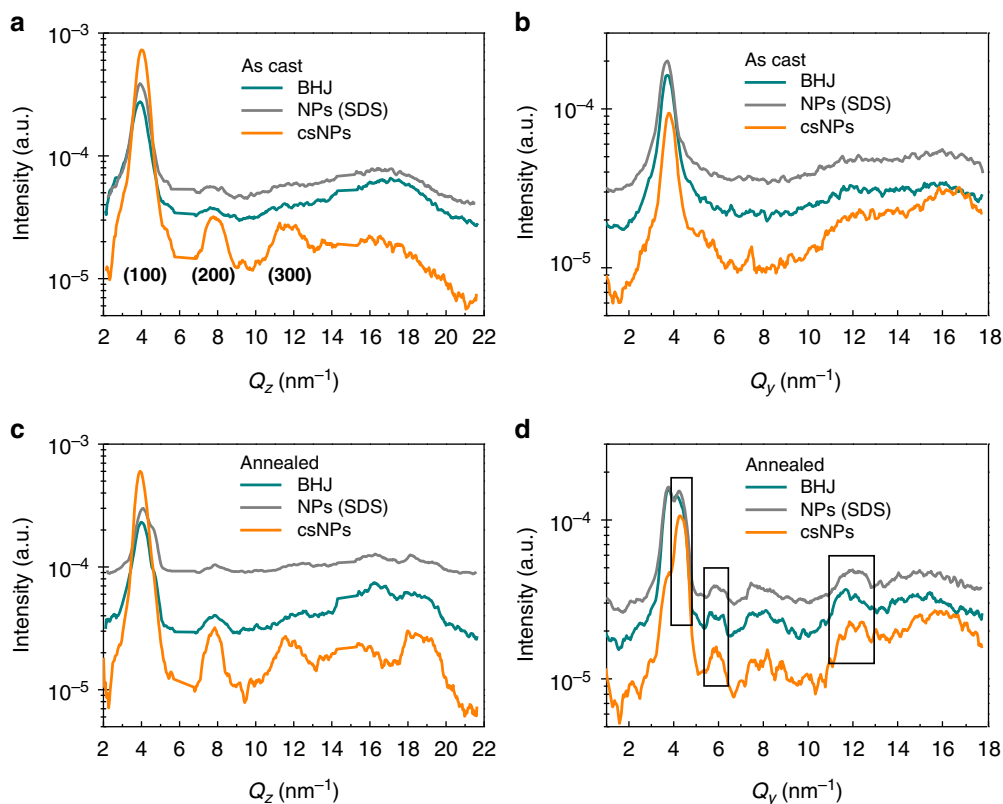 a
10⁻³
10⁻⁴
10⁻⁵
Intensity (a.u.)
As cast
BHJ
NPs (SDS)
csNPs
(100) (200) (300)
2 4 6 8 10 12 14 16 18 20 22
Qz (nm⁻¹)
b
10⁻⁴
10⁻⁵
Intensity (a.u.)
As cast
BHJ
NPs (SDS)
csNPs
2 4 6 8 10 12 14 16 18
Qy (nm⁻¹)
c
10⁻³
10⁻⁴
10⁻⁵
Intensity (a.u.)
Annealed
BHJ
NPs (SDS)
csNPs
2 4 6 8 10 12 14 16 18 20 22
Qz (nm⁻¹)
d
10⁻⁴
10⁻⁵
Intensity (a.u.)
Annealed
BHJ
NPs (SDS)
csNPs
2 4 6 8 10 12 14 16 18
Qy (nm⁻¹)